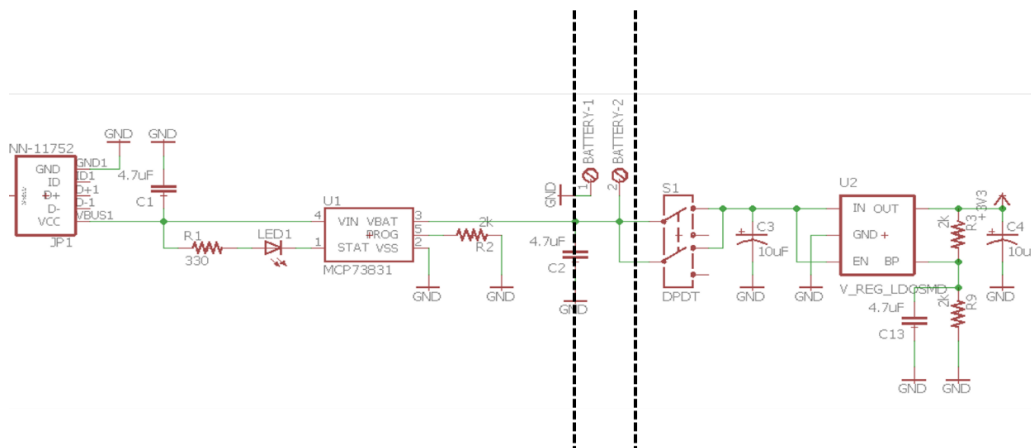 NN-11752
GND
ID
D+
D-
VCC
GND1
ID1
D+1
D-1
VBUS1
JP1
GND
GND
4.7uF
C1
R1
330
LED1
U1
4
VIN VBAT
3
PROG
5
1
STAT VSS
2
MCP73831
2k
R2
GND
GND
GND
1
BATTERY-1
2
BATTERY-2
4.7uF
C2
GND
S1
DPDT
C3
10uF
GND
GND
U2
IN OUT
GND
EN BP
V_REG_LDOSMD
2k
R3
+3V3
C4
10u
GND
2k
R9
4.7uF
C13
GND
GND